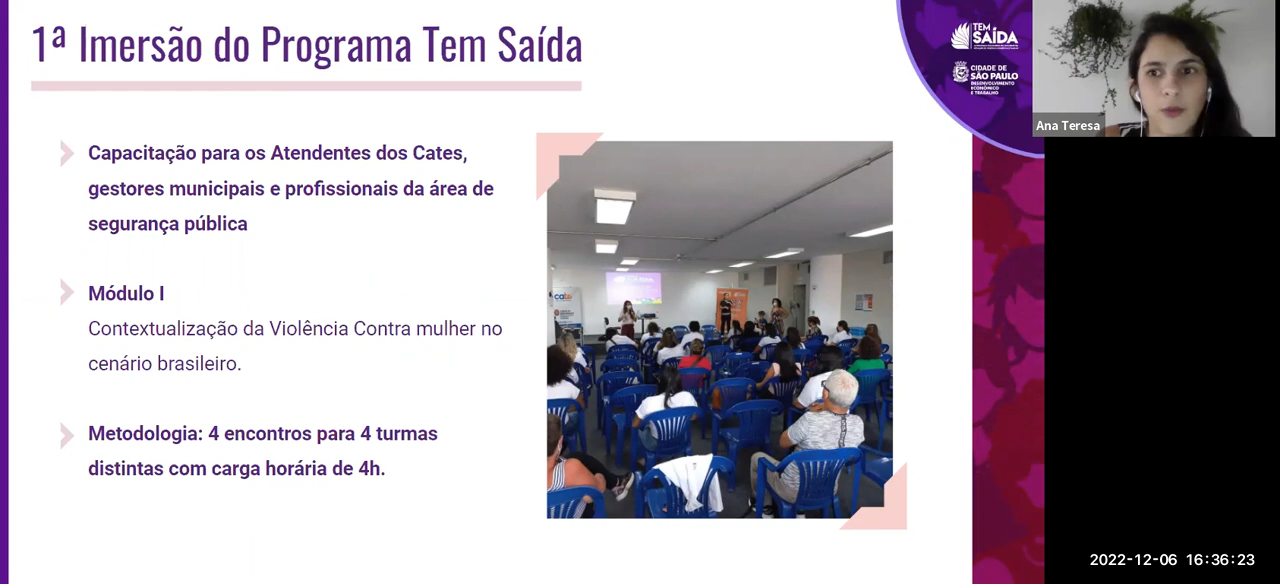 1ª Imersão do Programa Tem Saída
TEM
SAÍDA
CIDADE DE
SÃO PAULO
DESENVOLVIMENTO
ECONÔMICO
E TRABALHO
Ana Teresa
Capacitação para os Atendentes dos Cates,
gestores municipais e profissionais da área de
segurança pública
Módulo I
Contextualização da Violência Contra mulher no
cenário brasileiro.
Metodologia: 4 encontros para 4 turmas
distintas com carga horária de 4h.
cate
2022-12-06 16:36:23